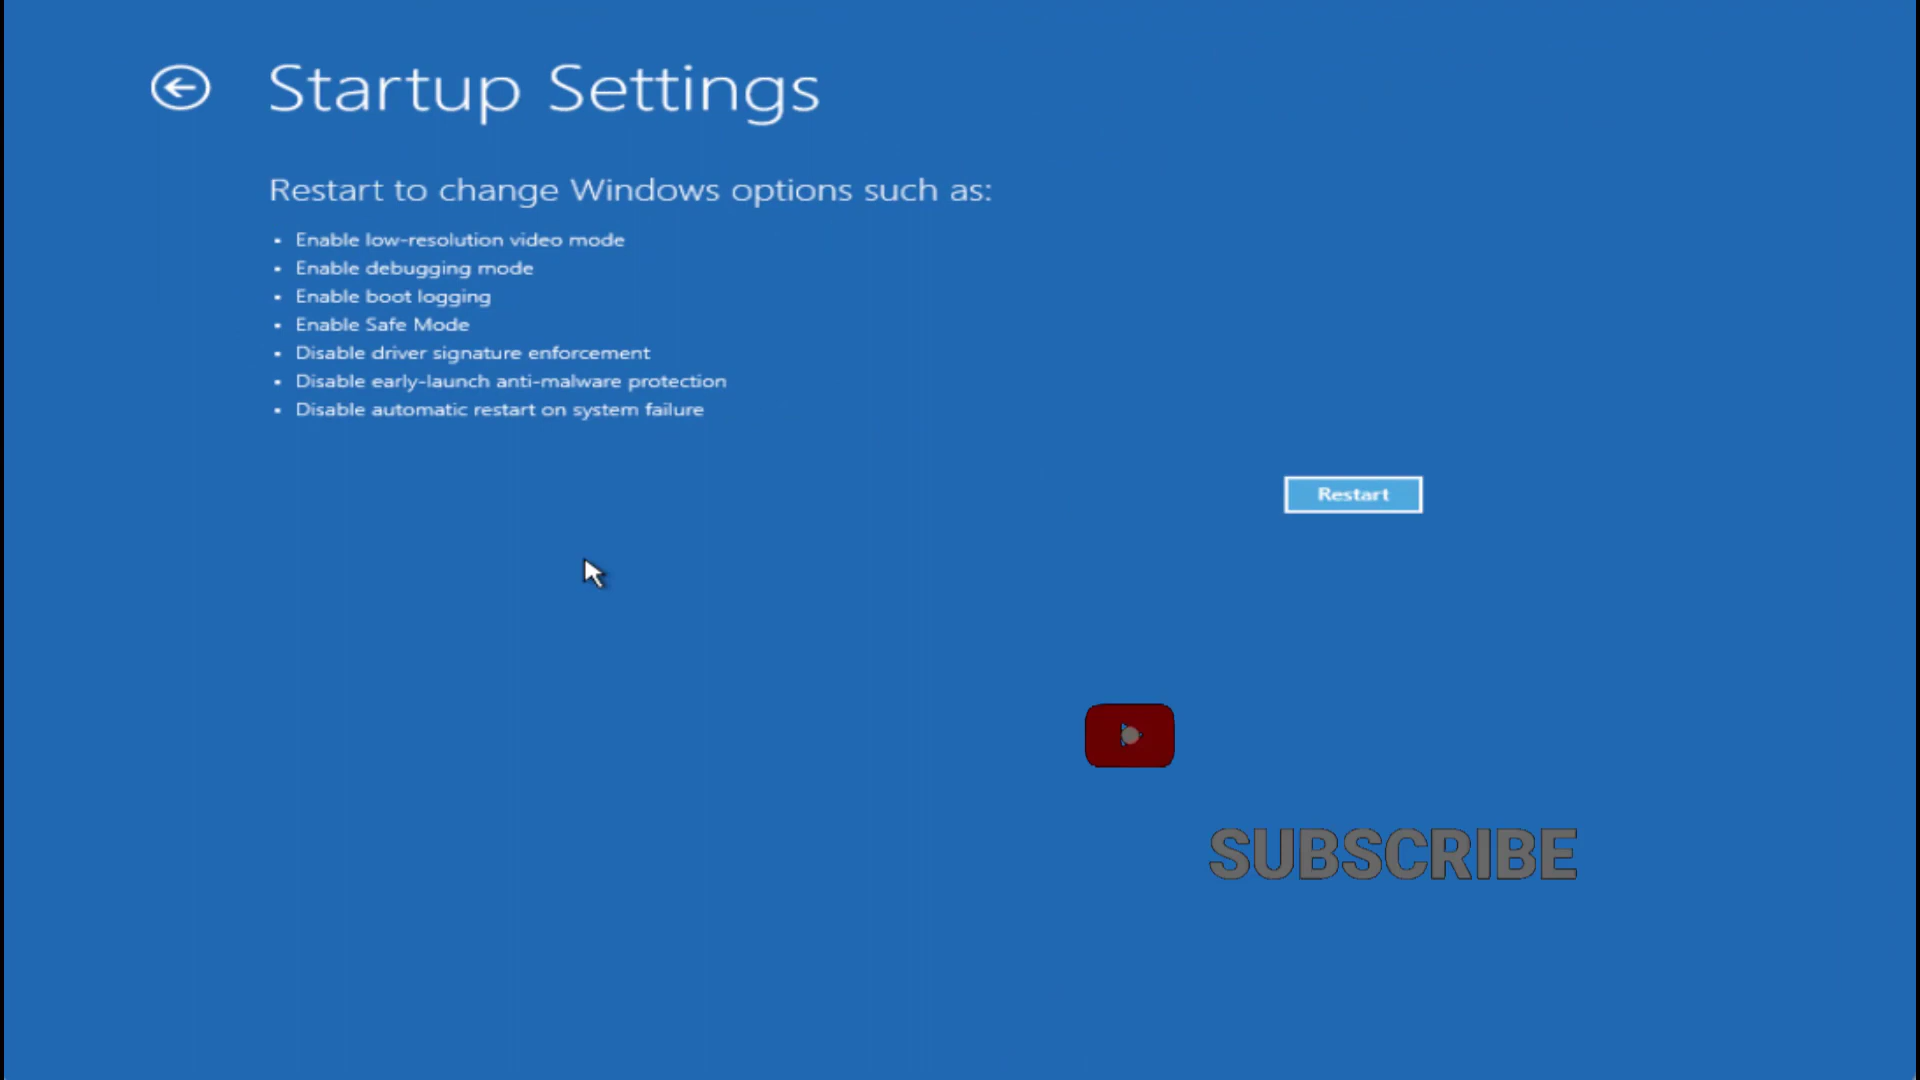 Startup Settings
Restart to change Windows options such as:
• Enable low-resolution video mode
• Enable debugging mode
• Enable boot logging
• Enable Safe Mode
• Disable driver signature enforcement
• Disable early-launch anti-malware protection
• Disable automatic restart on system failure
Restart
SUBSCRIBE